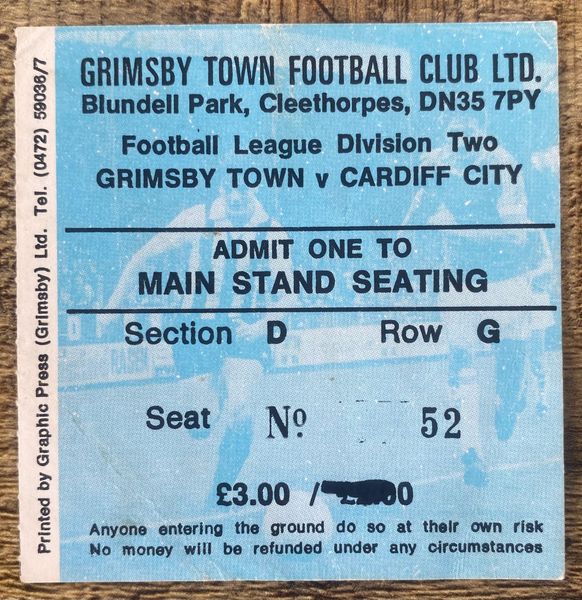 GRIMSBY TOWN FOOTBALL CLUB LTD.
Blundell Park, Cleethorpes, DN35 7PY
Football League Division Two
GRIMSBY TOWN v CARDIFF CITY
ADMIT ONE TO
MAIN STAND SEATING
Section D Row G
Seat Nº 52
£3.00 / £2.00
Anyone entering the ground do so at their own risk
No money will be refunded under any circumstances
Printed by Graphic Press (Grimsby) Ltd. Tel. (0472) 59036/7